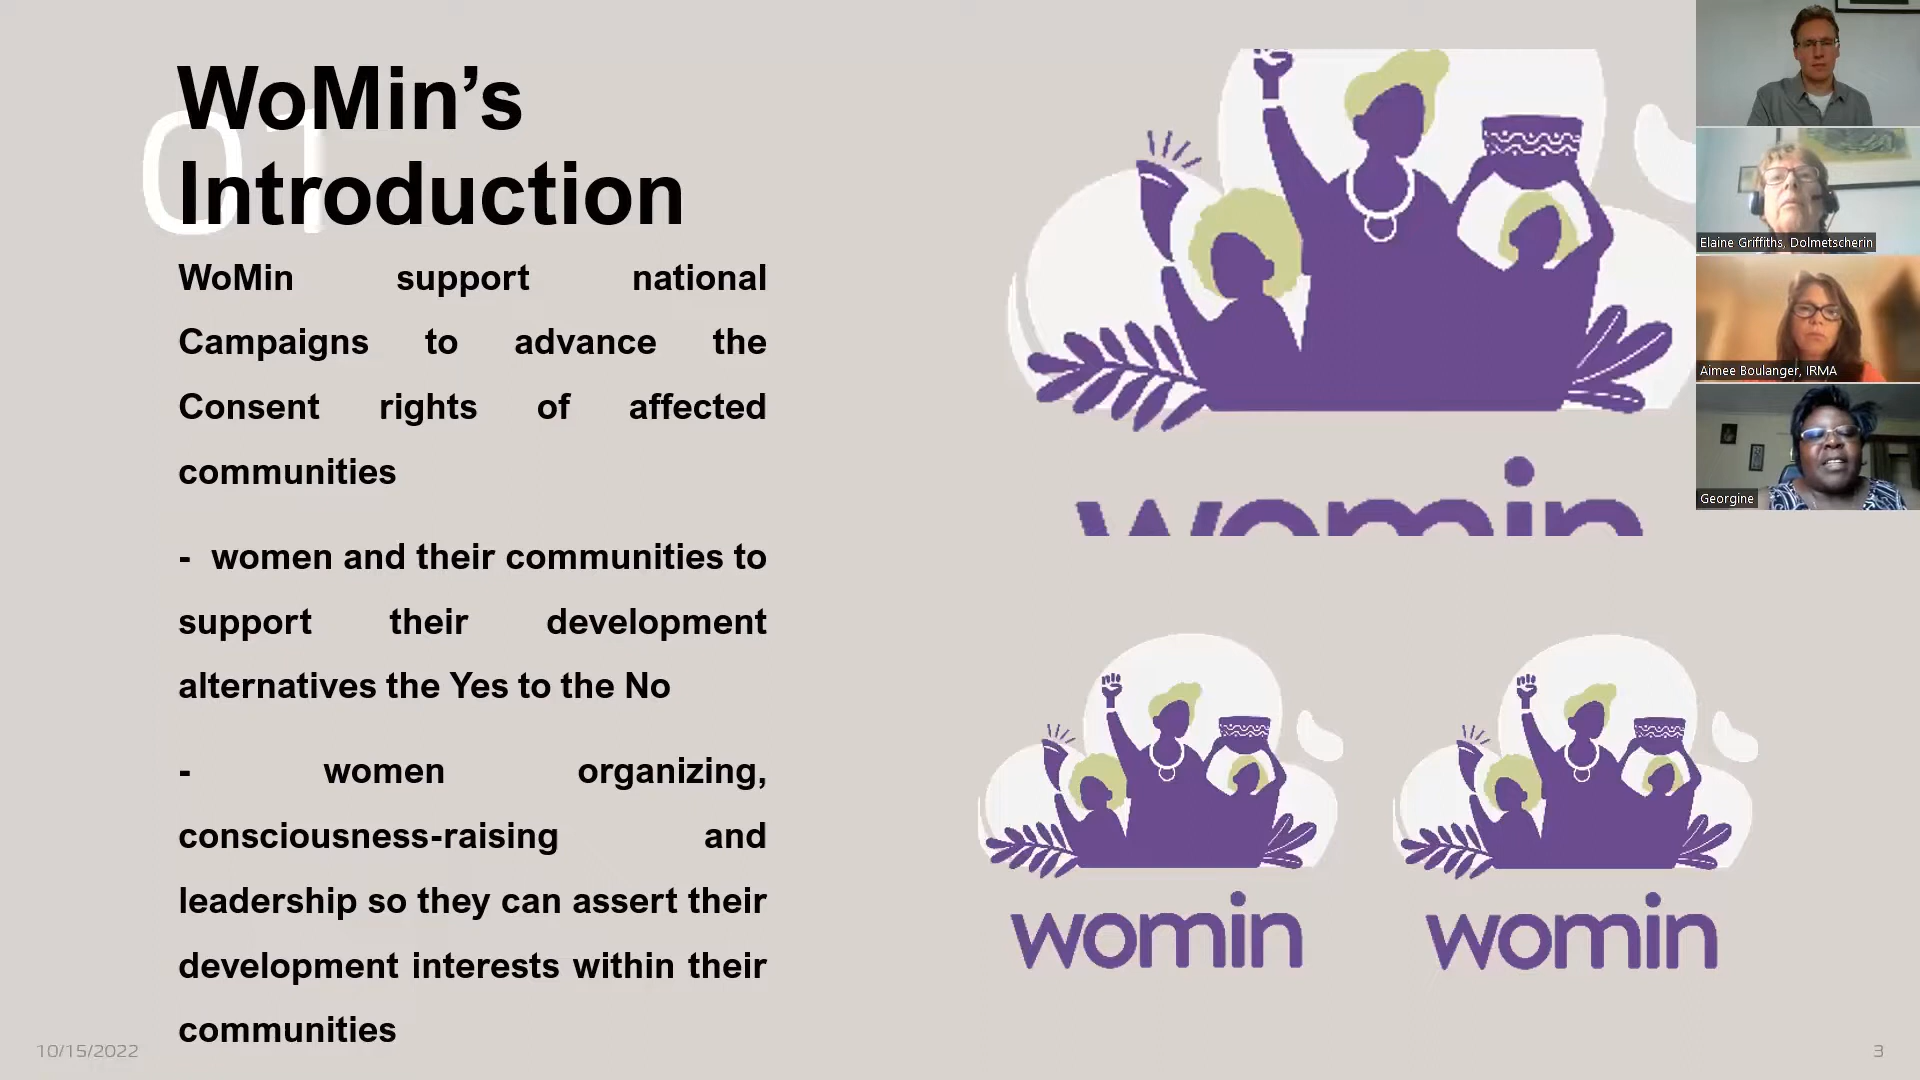 WoMin’s
Introduction
01
WoMin support national
Campaigns to advance the
Consent rights of affected
communities
- women and their communities to
support their development
alternatives the Yes to the No
- women organizing,
consciousness-raising and
leadership so they can assert their
development interests within their
communities
10/15/2022
womin
womin
womin
3
Elaine Griffiths, Dolmetscherin
Aimee Boulanger, IRMA
Georgine